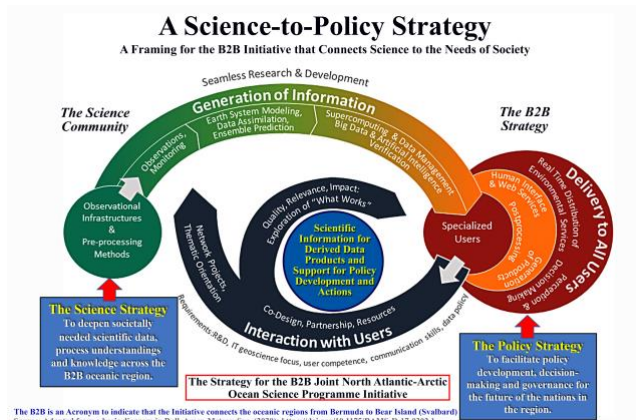 A Science-to-Policy Strategy
A Framing for the B2B Initiative that Connects Science to the Needs of Society
Seamless Research & Development
The Science
Community
Generation of Information
The B2B
Strategy
Observations,
Monitoring
Earth System Modeling,
Data Assimilation,
Ensemble Prediction
Supercomputing & Data Management
Big Data & Artificial Intelligence
Verification
Observational
Infrastructures
&
Pre-processing
Methods
Network Projects,
Thematic Orientation
Quality, Relevance, Impact:
Exploration of "What Works"
Scientific
Information for
Derived Data
Products and
Support for Policy
Development and
Actions
Co-Design, Partnership, Resources
Interaction with Users
Requirements: R&D, IT geoscience focus, user competence, communication skills, data policy
Specialized
Users
Human Interface
& Web Services
Postprocessing
Generation
of Products
Real Time Distribution of
Environmental Services
Perception &
Decision Making
Delivery to All Users
The Science Strategy
To deepen societally
needed scientific data,
process understandings
and knowledge across the
B2B oceanic region.
The Policy Strategy
To facilitate policy
development, decision-
making and governance for
the future of the nations in
the region.
The Strategy for the B2B Joint North Atlantic-Arctic
Ocean Science Programme Initiative
The B2B is an Acronym to indicate that the Initiative connects the oceanic regions from Bermuda to Bear Island (Svalbard)